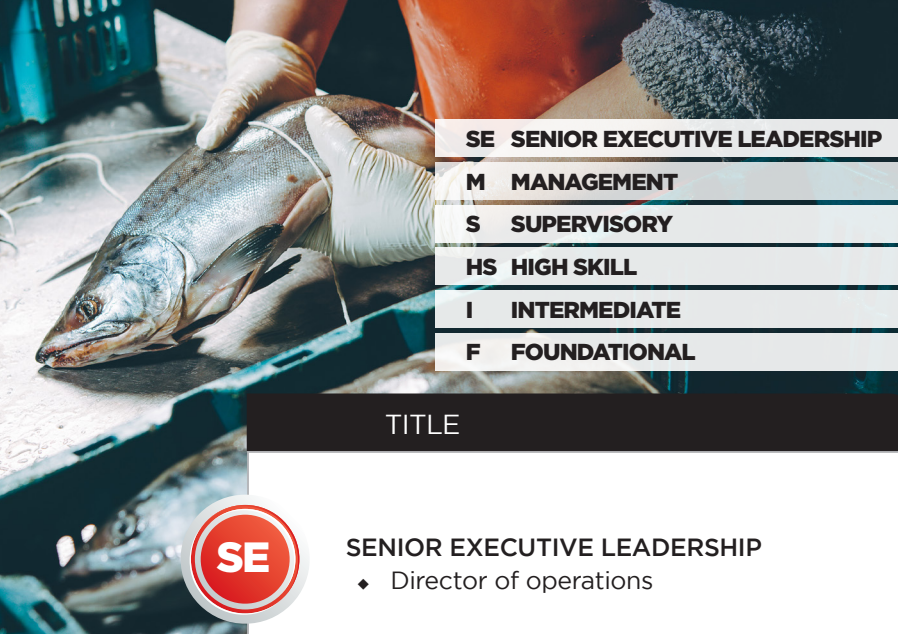 SE SENIOR EXECUTIVE LEADERSHIP
M MANAGEMENT
S SUPERVISORY
HS HIGH SKILL
I INTERMEDIATE
F FOUNDATIONAL
TITLE
SE
SENIOR EXECUTIVE LEADERSHIP
◆ Director of operations